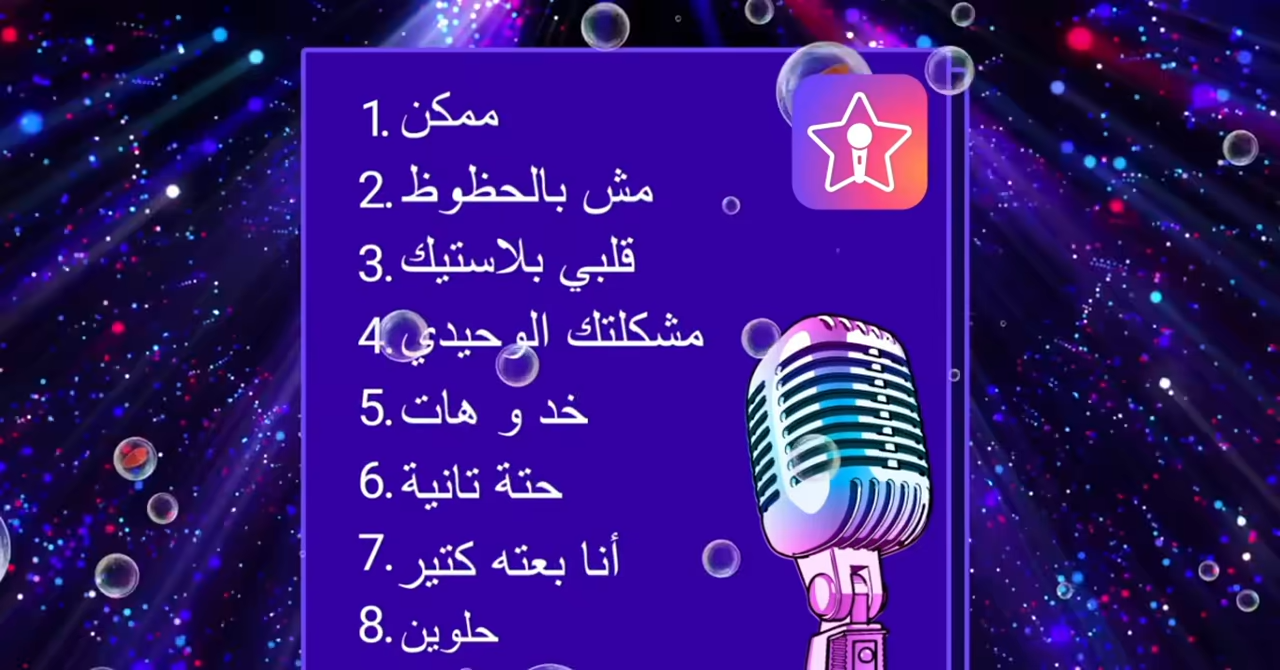 1. ممكن
2. مش بالحظوظ
3. قلبي بلاستيك
4. مشكلتك الوحيدي
5. خد و هات
6. حتة تانية
7. أنا بعته كتير
8. حلوين